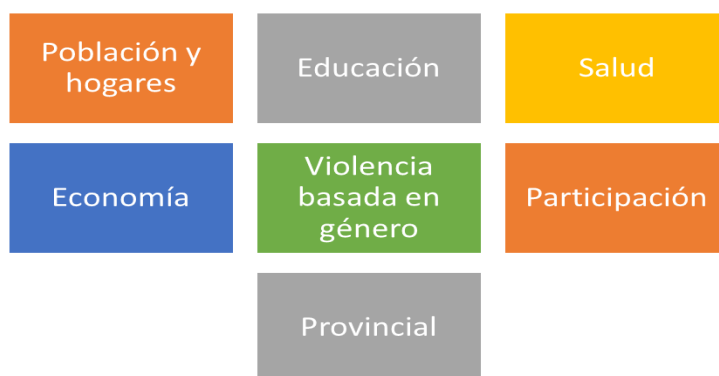 Población y
hogares
Educación
Salud
Economía
Violencia
basada en
género
Participación
Provincial